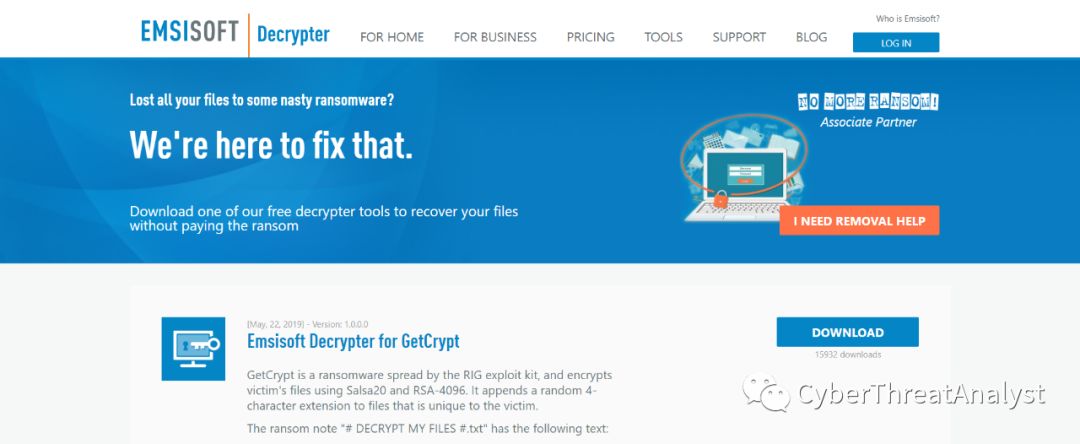 Who is Emsisoft?
EMSISOFT Decrypter FOR HOME FOR BUSINESS PRICING TOOLS SUPPORT BLOG LOG IN
Lost all your files to some nasty ransomware?
NO MORE RANSOM!
Associate Partner
We're here to fix that.
Download one of our free decrypter tools to recover your files
without paying the ransom
I NEED REMOVAL HELP
[May, 22, 2019] - Version: 1.0.0.0
Emsisoft Decrypter for GetCrypt
DOWNLOAD
15932 downloads
GetCrypt is a ransomware spread by the RIG exploit kit, and encrypts
victim's files using Salsa20 and RSA-4096. It appends a random 4-
character extension to files that is unique to the victim.
The ransom note "# DECRYPT MY FILES #.txt" has the following text:
CyberThreatAnalyst